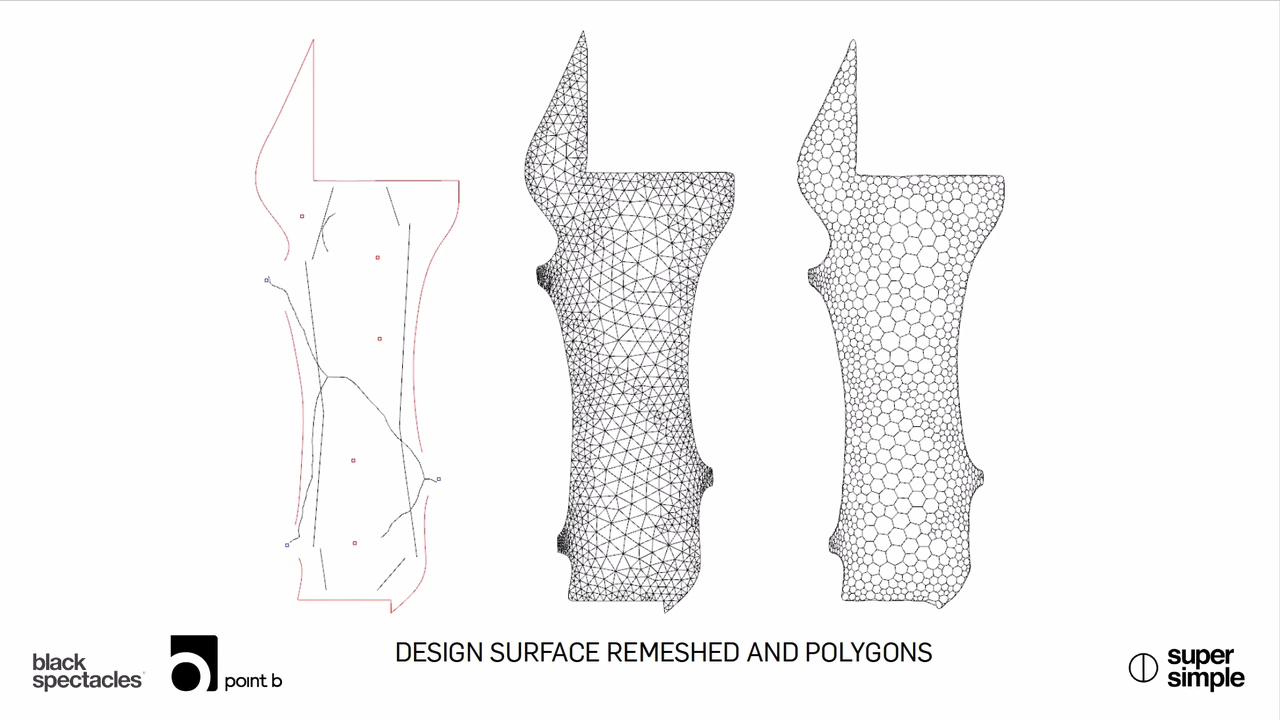 DESIGN SURFACE REMESHED AND POLYGONS
black
spectacles
point b
super
simple